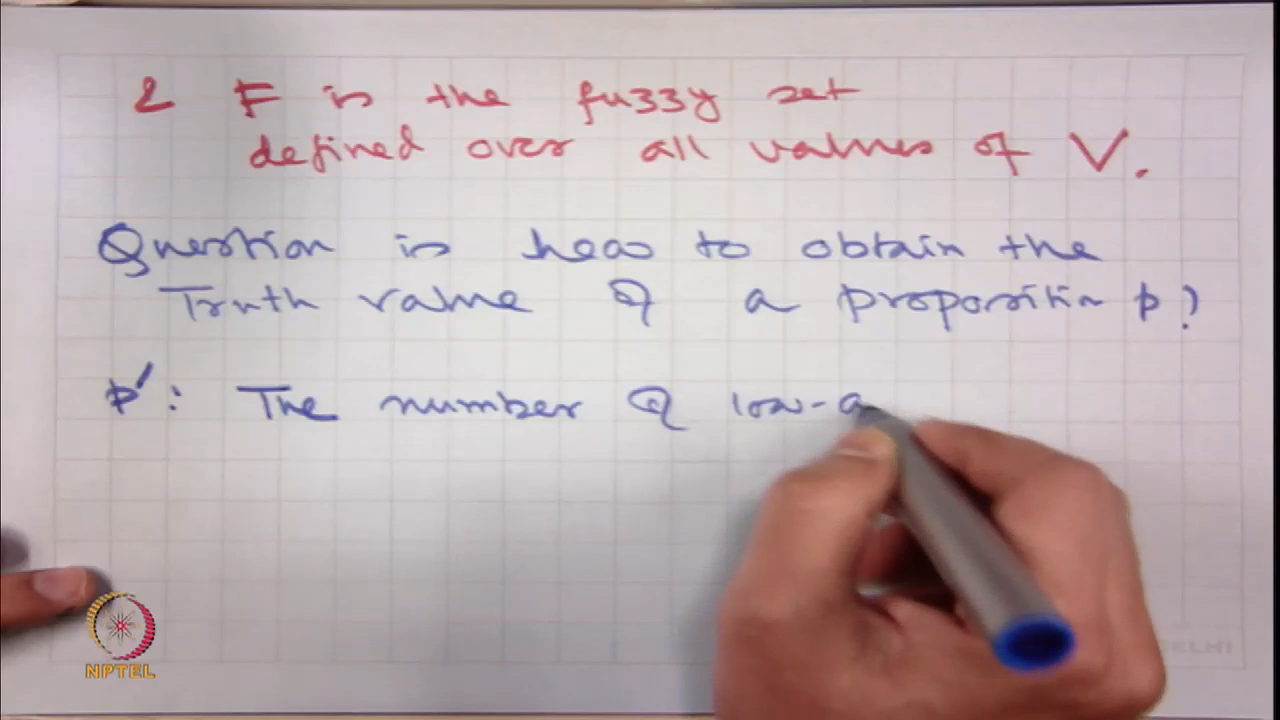 & F is the fuzzy set
defined over all values of V.
Question is how to obtain the
Truth value of a proposition p?
p': The number of low-a
NPTEL